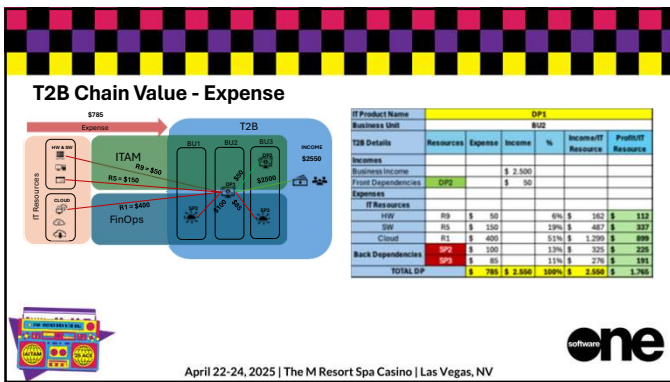 T2B Chain Value - Expense
$785
Expense
T2B
HW & SW
ITAM
BU1
BU2
BU3
INCOME
$2550
IT Resources
R9 = $50
R5 = $150
DP2
$50
DP1
$2500
CLOUD
R1 = $400
FinOps
SP2
$100
$85
SP3
IT Product Name DP1
Business Unit BU2
T2B Details Resources Expense Income % Income/IT Resource Profit/IT Resource
Incomes
Business Income $ 2.500
Front Dependencies DP2 $ 50
Expenses
IT Resources
HW R9 $ 50 6% $ 162 $ 112
SW R5 $ 150 19% $ 487 $ 337
Cloud R1 $ 400 51% $ 1.299 $ 899
Back Dependencies SP2 $ 100 13% $ 325 $ 225
SP3 $ 85 11% $ 276 $ 191
TOTAL DP $ 785 $ 2.550 100% $ 2.550 $ 1.765
AITAM
'25 ACE
software one
April 22-24, 2025 | The M Resort Spa Casino | Las Vegas, NV